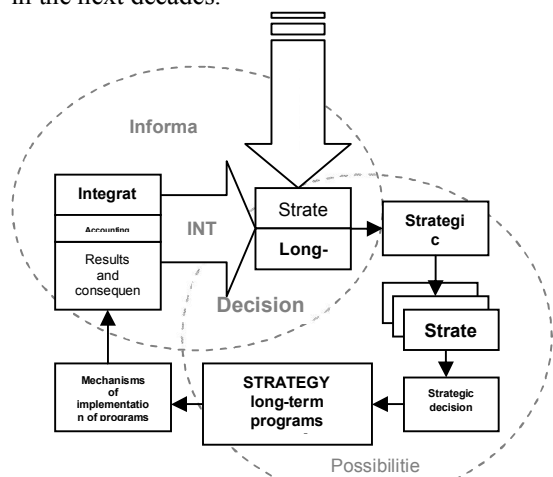 in the next decades.
Informa
Integrat
Accounting
Results
and
consequen
INT
Strate
Long-
Strategi
c
Decision
Strate
Mechanisms
of
implementatio
n of programs
STRATEGY
long-term
programs
Strategic
decision
Possibilitie